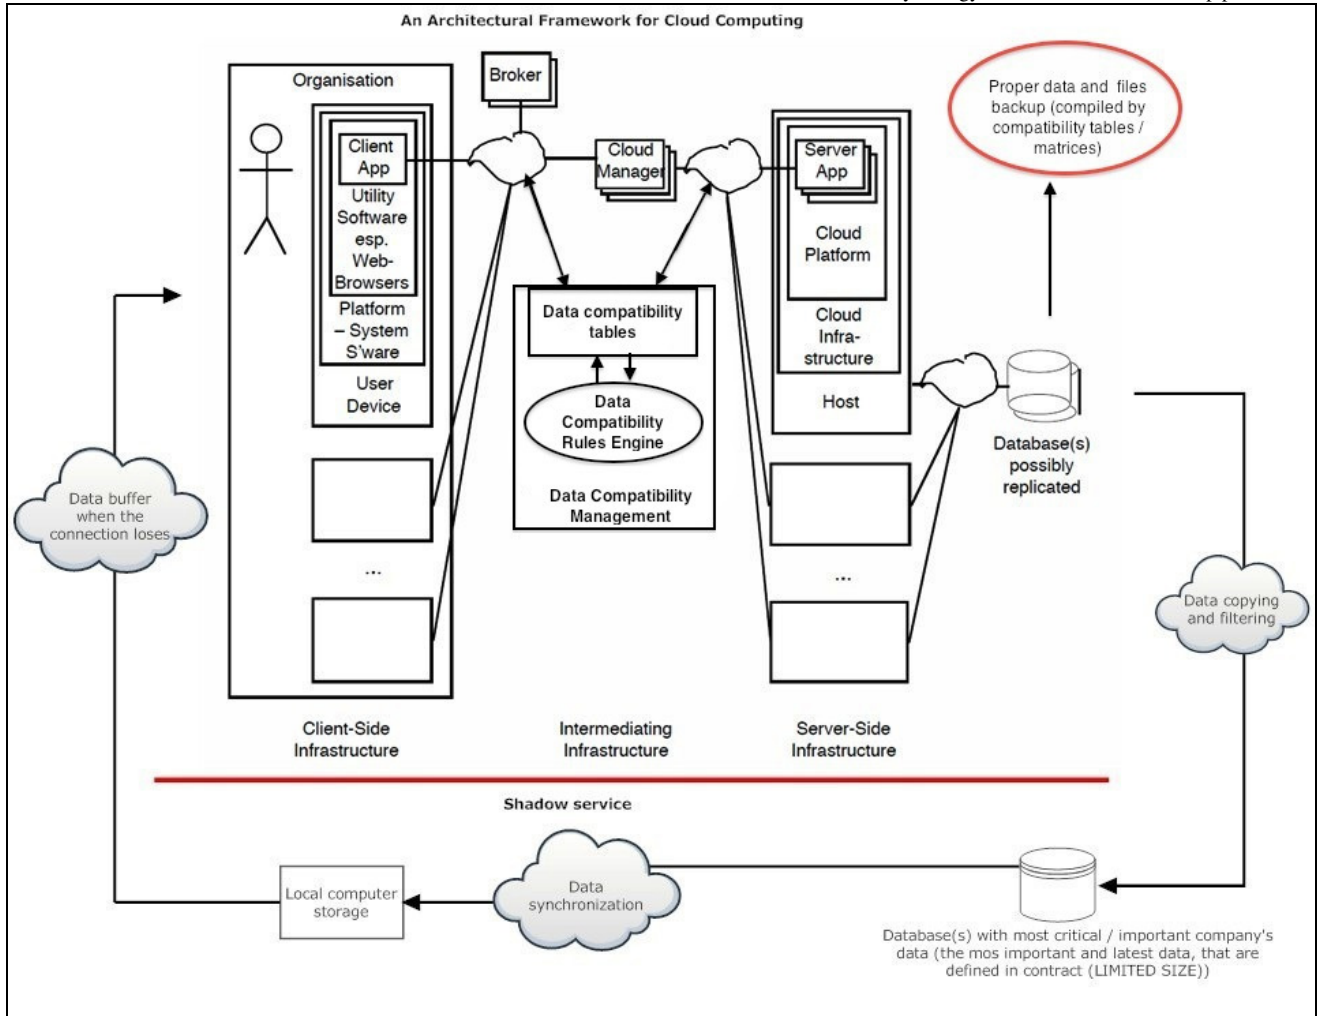 An Architectural Framework for Cloud Computing
Organisation
Client
App
Utility
Software
esp.
Web-
Browsers
Platform
– System
S'ware
User
Device
...
Client-Side
Infrastructure
Broker
Cloud
Manager
Data compatibility
tables
Data
Compatibility
Rules Engine
Data Compatibility
Management
Intermediating
Infrastructure
Server
App
Cloud
Platform
Cloud
Infra-
structure
Host
...
Server-Side
Infrastructure
Proper data and files
backup (compiled by
compatibility tables /
matrices)
Database(s)
possibly
replicated
Data buffer
when the
connection loses
Data copying
and filtering
Shadow service
Local computer
storage
Data
synchronization
Database(s) with most critical / important company's
data (the mos important and latest data, that are
defined in contract (LIMITED SIZE))